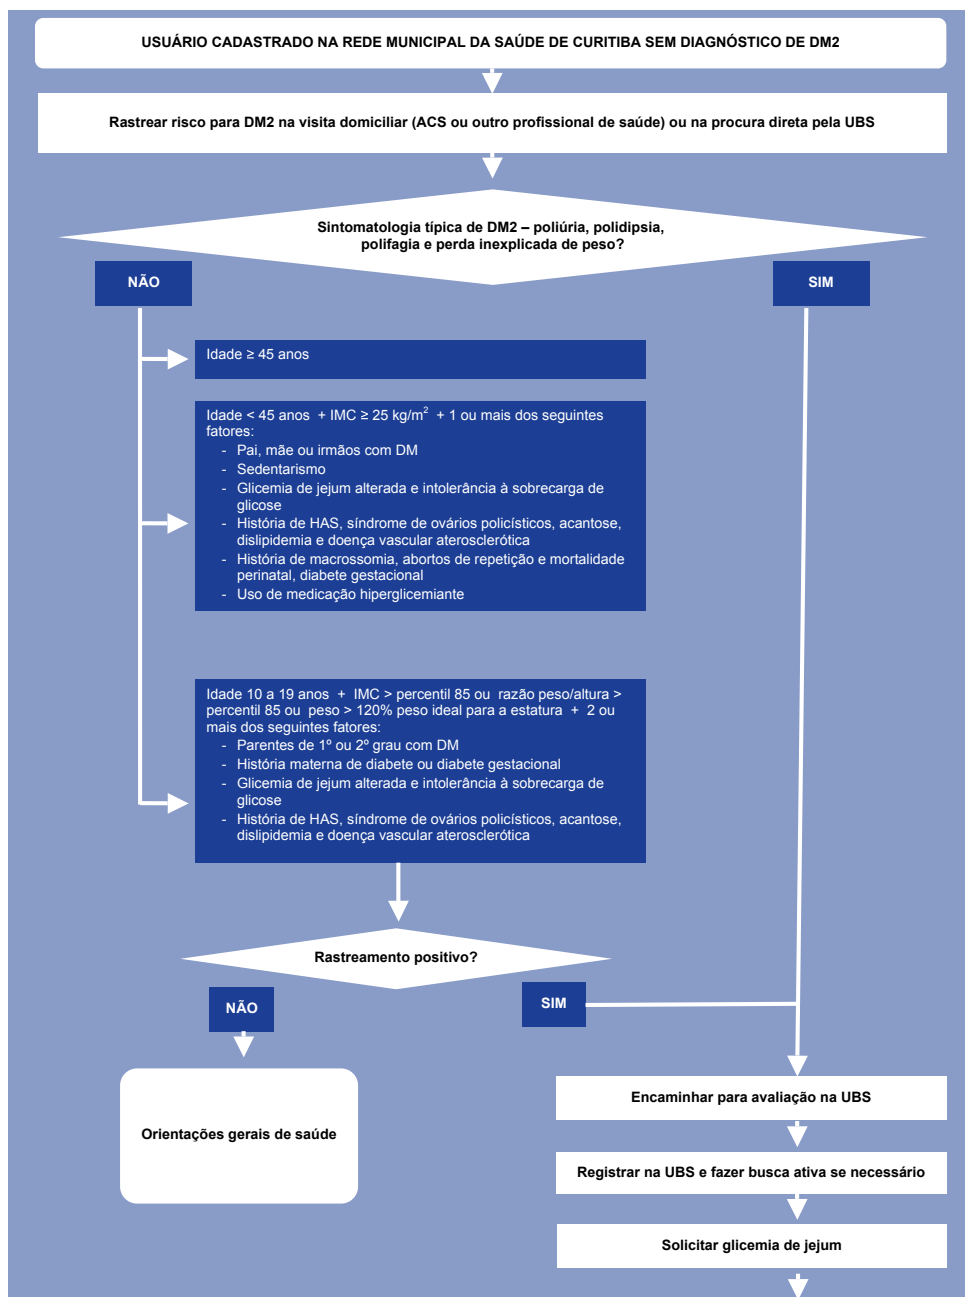 USUÁRIO CADASTRADO NA REDE MUNICIPAL DA SAÚDE DE CURITIBA SEM DIAGNÓSTICO DE DM2
Rastrear risco para DM2 na visita domiciliar (ACS ou outro profissional de saúde) ou na procura direta pela UBS
Sintomatologia típica de DM2 – poliúria, polidipsia,
polifagia e perda inexplicada de peso?
NÃO
SIM
Idade ≥ 45 anos
Idade < 45 anos + IMC ≥ 25 kg/m² + 1 ou mais dos seguintes
fatores:
- Pai, mãe ou irmãos com DM
- Sedentarismo
- Glicemia de jejum alterada e intolerância à sobrecarga de
glicose
- História de HAS, síndrome de ovários policísticos, acantose,
dislipidemia e doença vascular aterosclerótica
- História de macrossomia, abortos de repetição e mortalidade
perinatal, diabete gestacional
- Uso de medicação hiperglicemiante
Idade 10 a 19 anos + IMC > percentil 85 ou razão peso/altura >
percentil 85 ou peso > 120% peso ideal para a estatura + 2 ou
mais dos seguintes fatores:
- Parentes de 1º ou 2º grau com DM
- História materna de diabete ou diabete gestacional
- Glicemia de jejum alterada e intolerância à sobrecarga de
glicose
- História de HAS, síndrome de ovários policísticos, acantose,
dislipidemia e doença vascular aterosclerótica
Rastreamento positivo?
NÃO
SIM
Orientações gerais de saúde
Encaminhar para avaliação na UBS
Registrar na UBS e fazer busca ativa se necessário
Solicitar glicemia de jejum